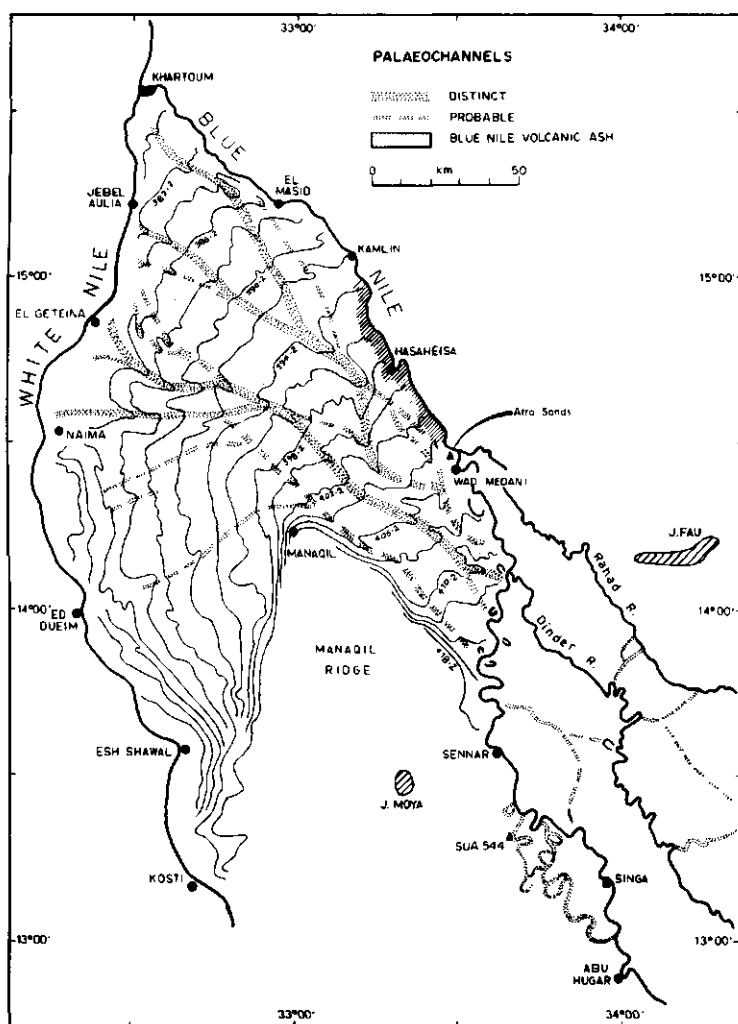 33°00'
34°00'
PALAEOCHANNELS
DISTINCT
PROBABLE
BLUE NILE VOLCANIC ASH
0 km 50
KHARTOUM
BLUE NILE
JEBEL
AULIA
EL
MASID
KAMLIN
15°00'
15°00'
WHITE NILE
EL GETEINA
HASAHEISA
Atra Sands
NAIMA
WAD MEDANI
J. FAU
Rahad R.
MANAQIL
14°00'
14°00'
ED
DUEIM
Dinder R.
MANAQIL
RIDGE
418·2
ESH SHAWAL
SENNAR
J. MOYA
SUA 544
KOSTI
SINGA
13°00'
13°00'
ABU
HUGAR
33°00'
34°00'